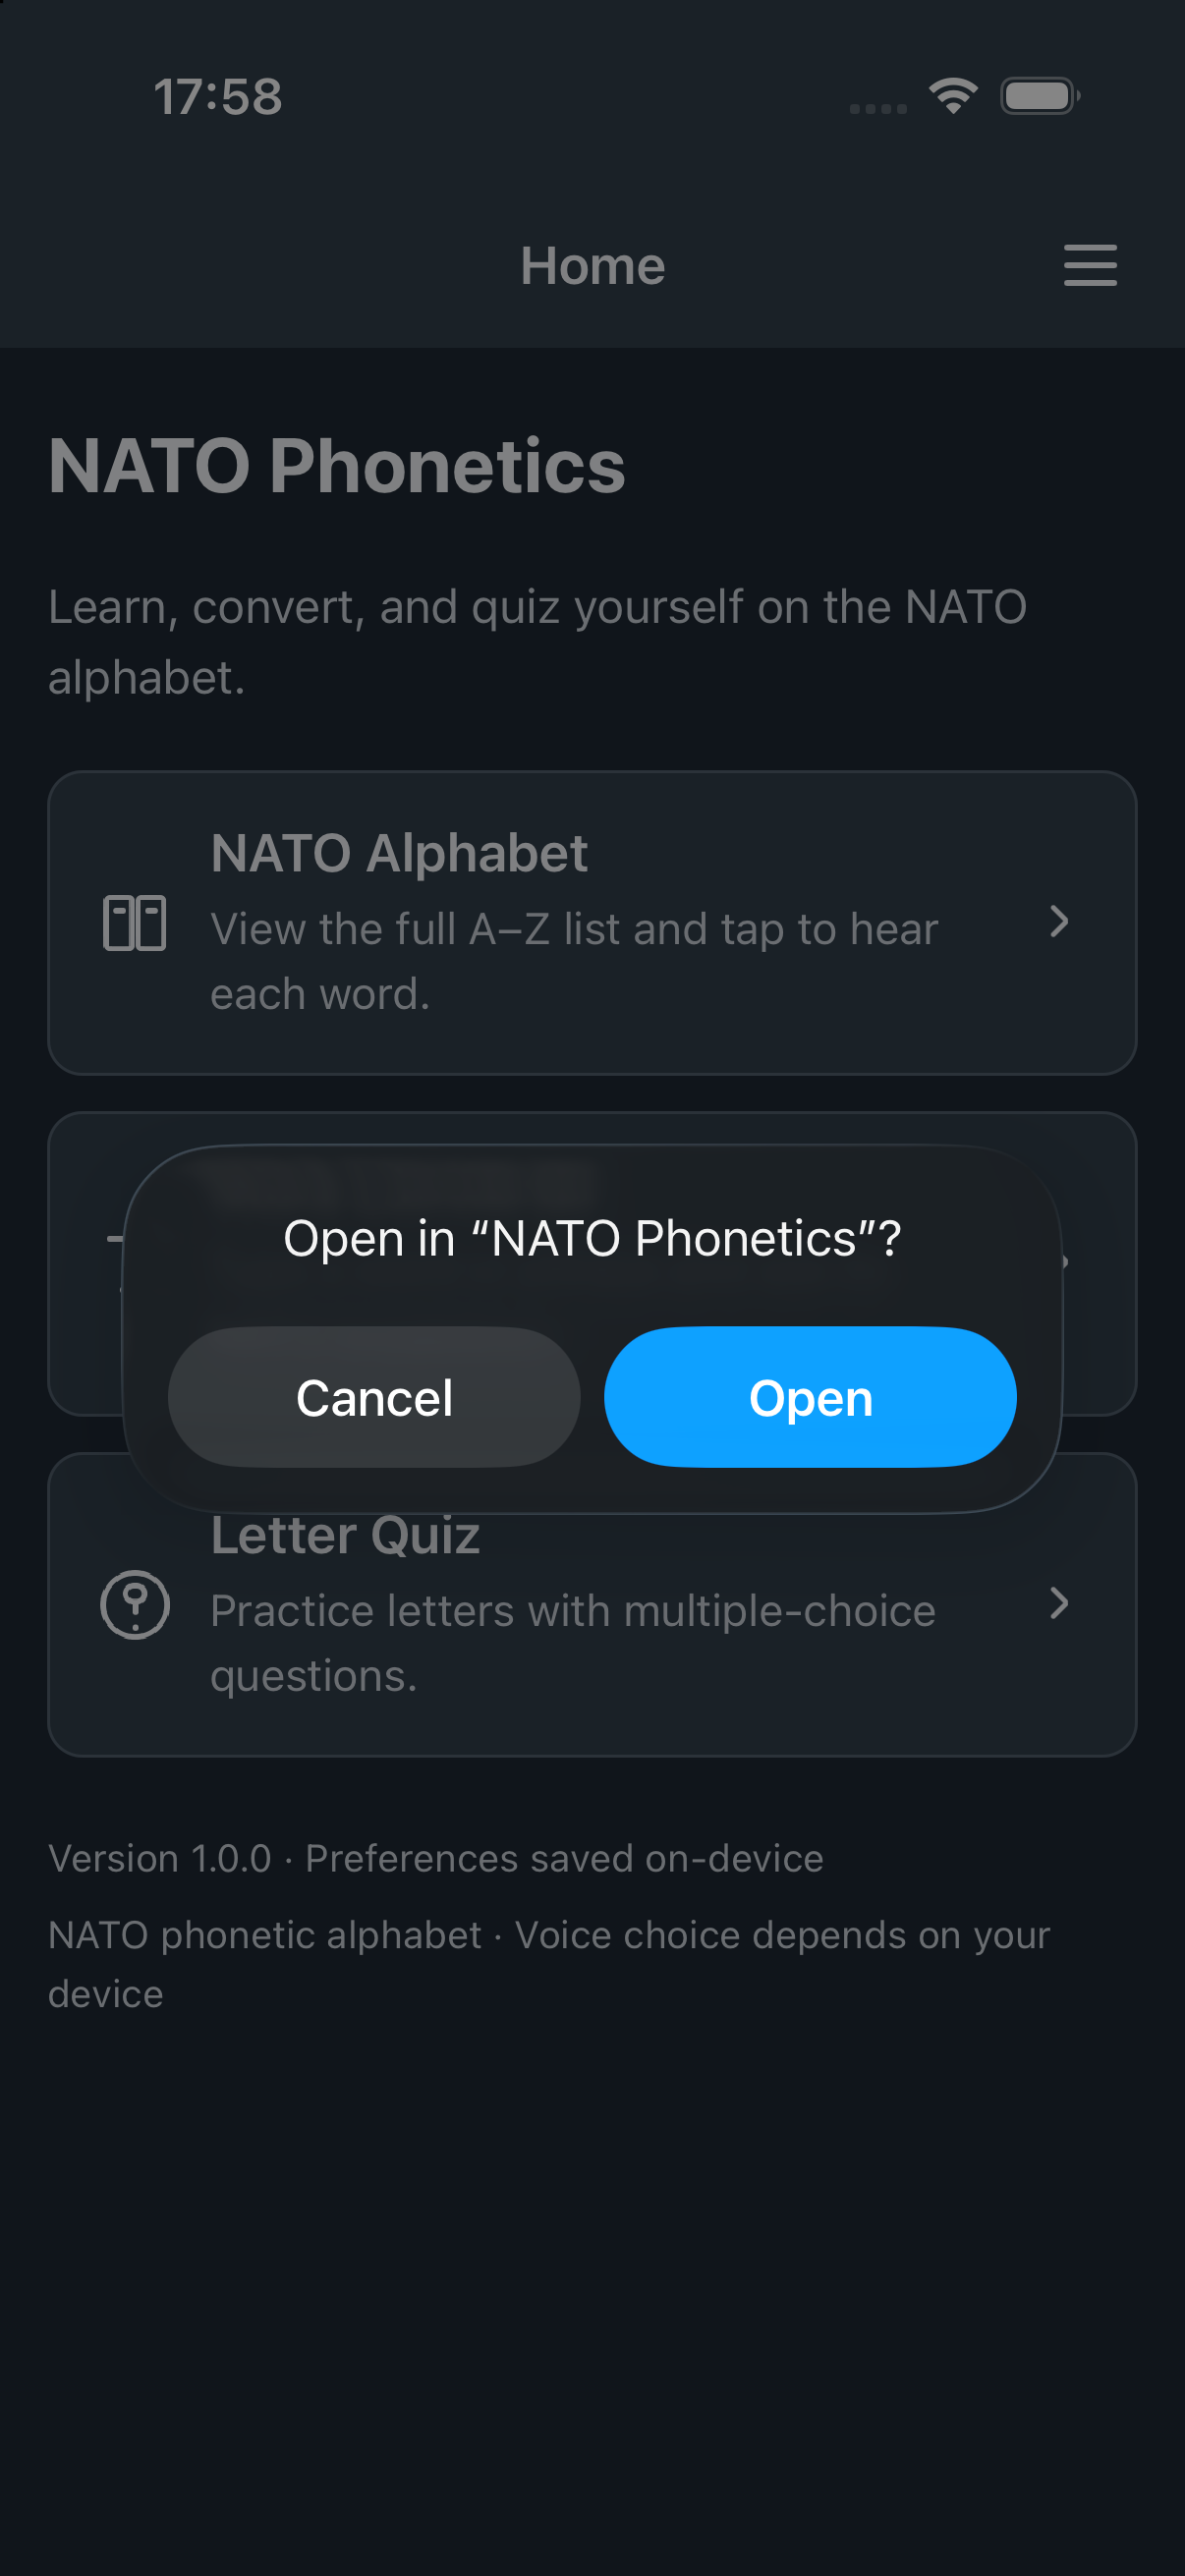 17:58
Home
NATO Phonetics
Learn, convert, and quiz yourself on the NATO
alphabet.
NATO Alphabet
View the full A–Z list and tap to hear
each word.
Open in “NATO Phonetics”?
Cancel
Open
Letter Quiz
Practice letters with multiple-choice
questions.
Version 1.0.0 · Preferences saved on-device
NATO phonetic alphabet · Voice choice depends on your
device